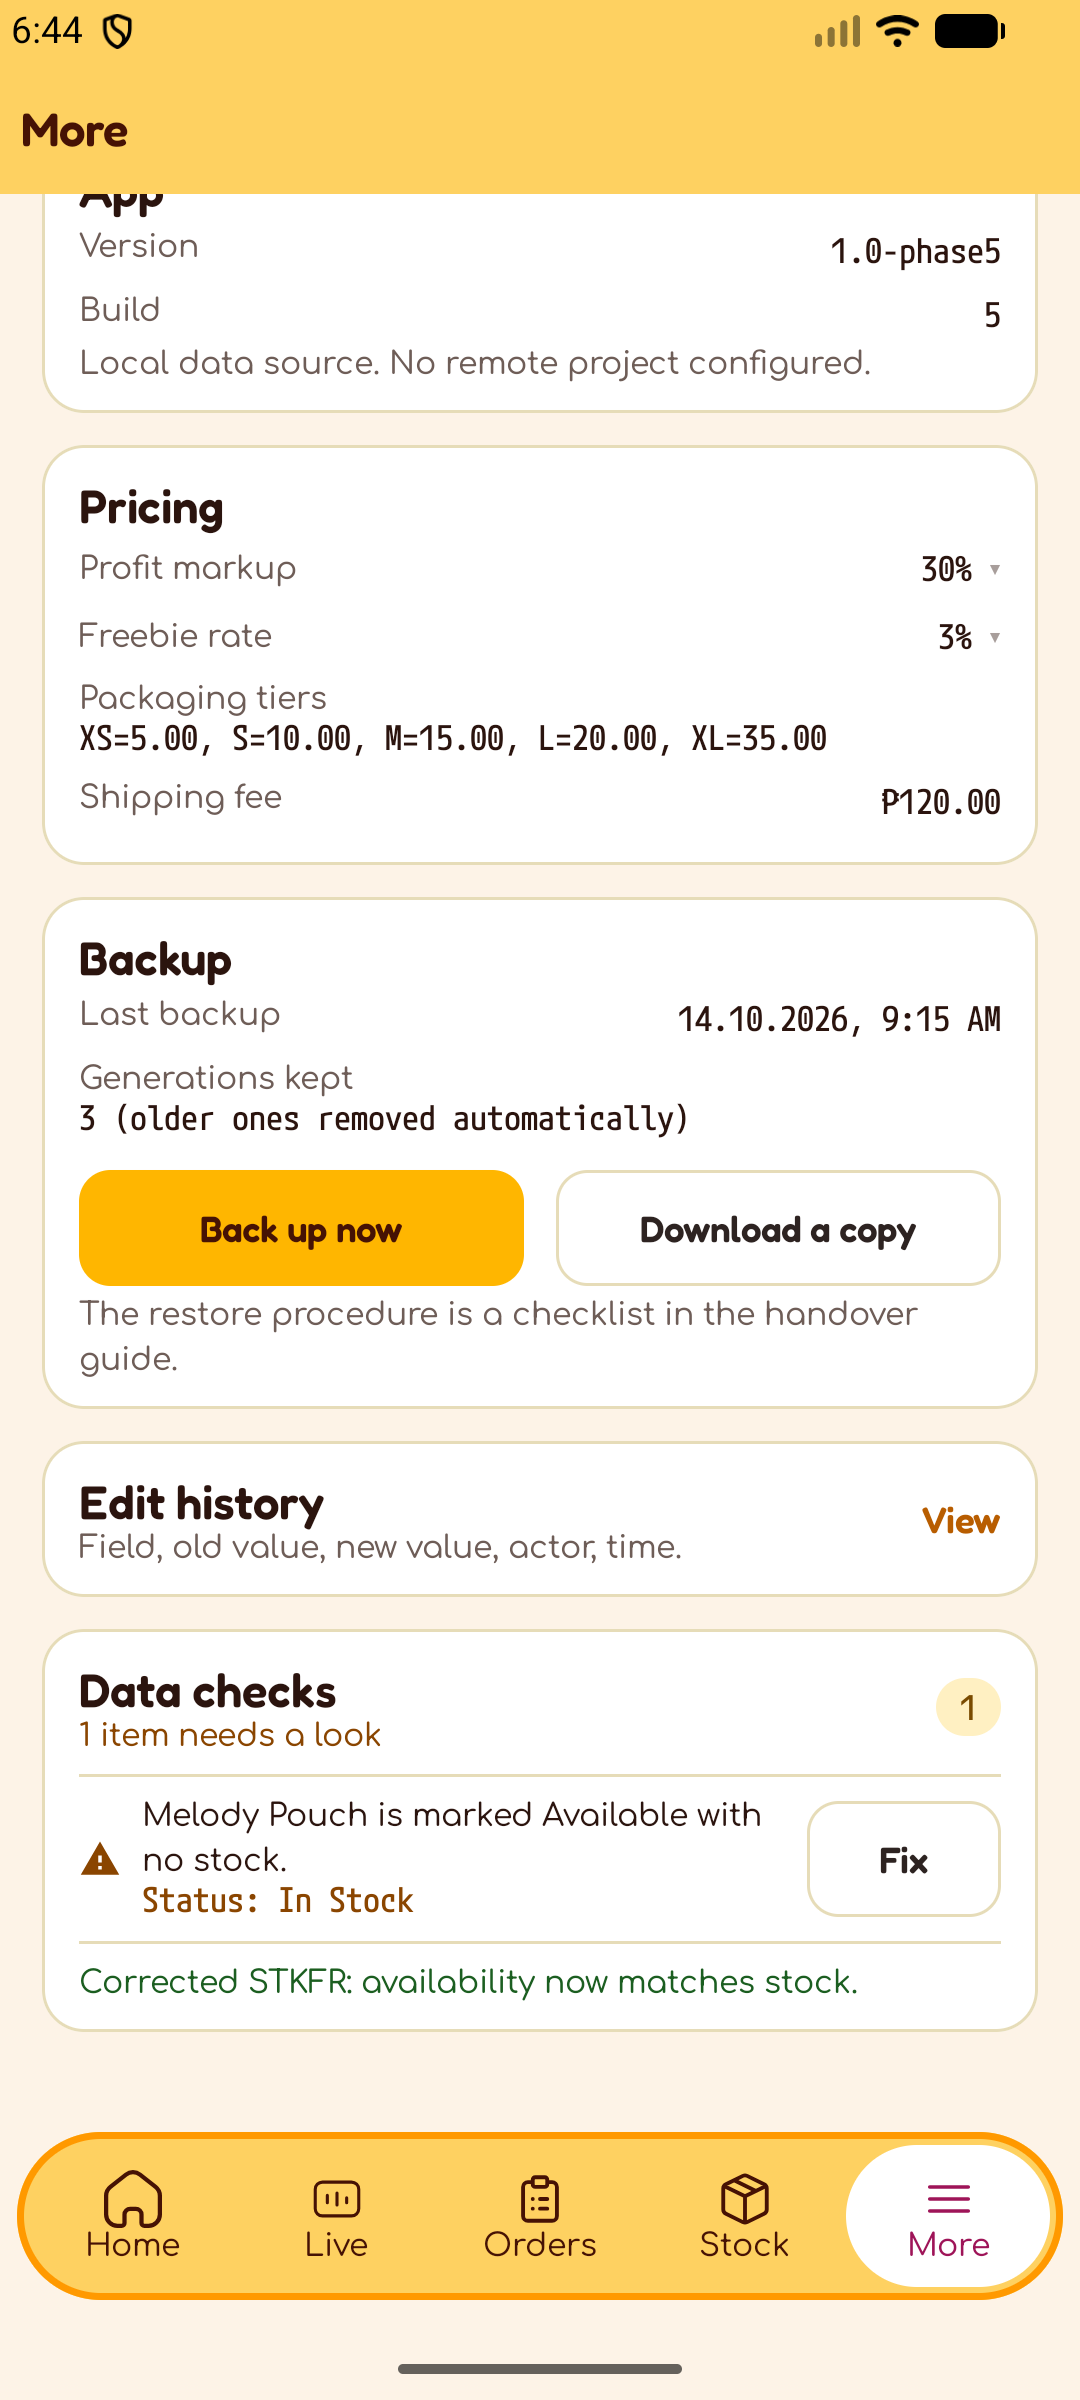 6:44
More
App
Version
1.0-phase5
Build
5
Local data source. No remote project configured.
Pricing
Profit markup
30% ▼
Freebie rate
3% ▼
Packaging tiers
XS=5.00, S=10.00, M=15.00, L=20.00, XL=35.00
Shipping fee
₱120.00
Backup
Last backup
14.10.2026, 9:15 AM
Generations kept
3 (older ones removed automatically)
Back up now
Download a copy
The restore procedure is a checklist in the handover
guide.
Edit history
View
Field, old value, new value, actor, time.
Data checks
1
1 item needs a look
Melody Pouch is marked Available with
no stock.
Status: In Stock
Fix
Corrected STKFR: availability now matches stock.
Home
Live
Orders
Stock
More